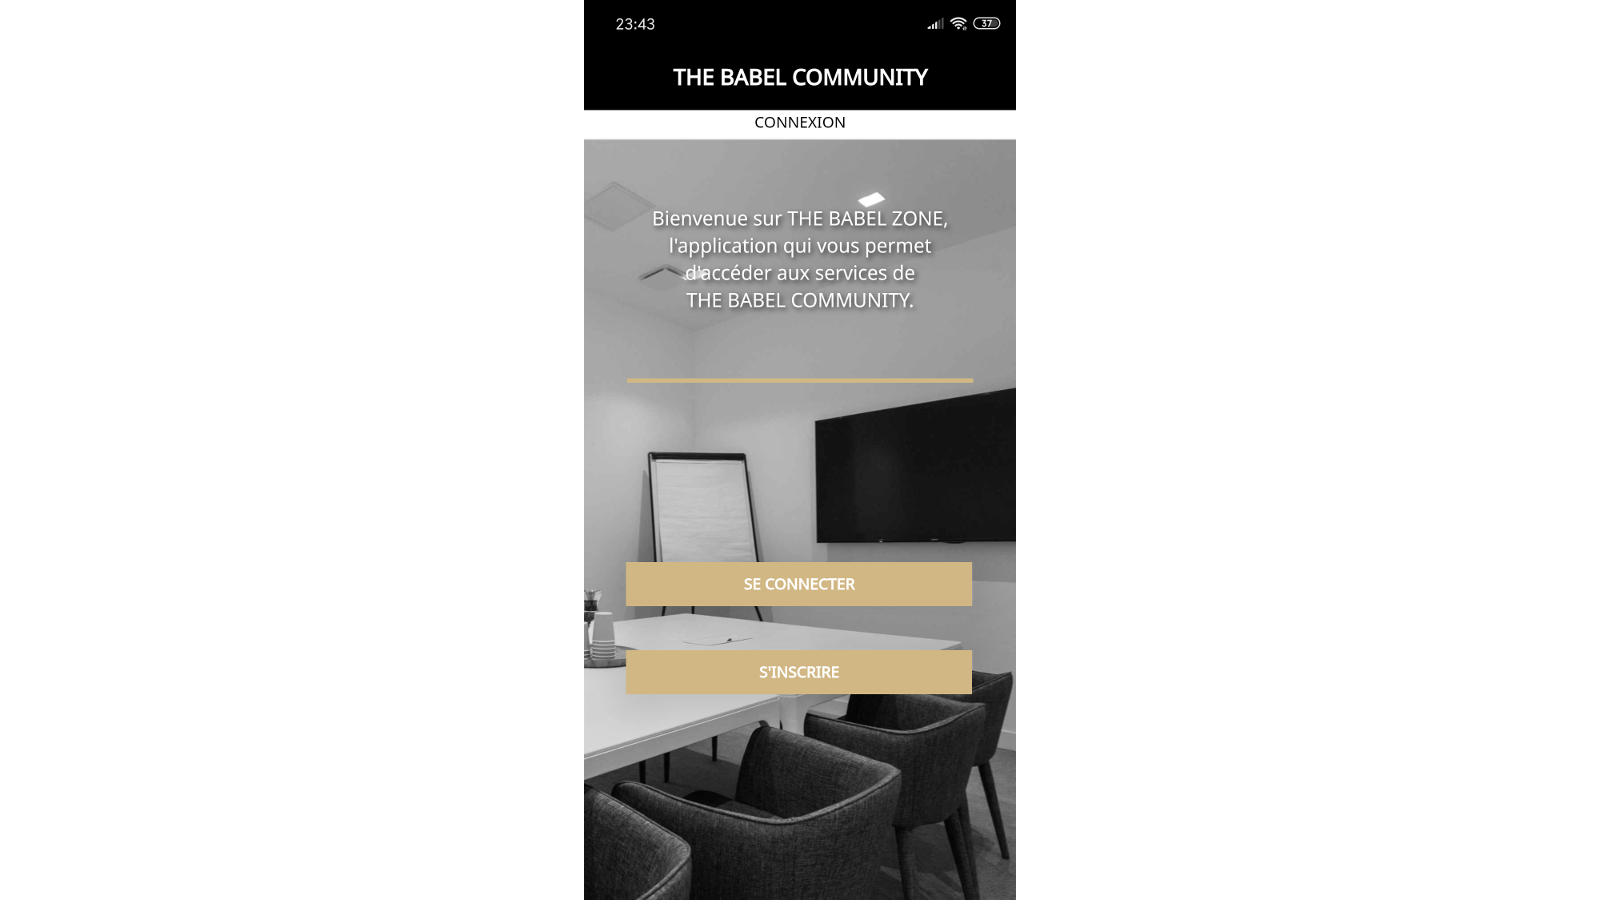 23:43
37
THE BABEL COMMUNITY
CONNEXION
Bienvenue sur THE BABEL ZONE,
l'application qui vous permet
d'accéder aux services de
THE BABEL COMMUNITY.
SE CONNECTER
S'INSCRIRE